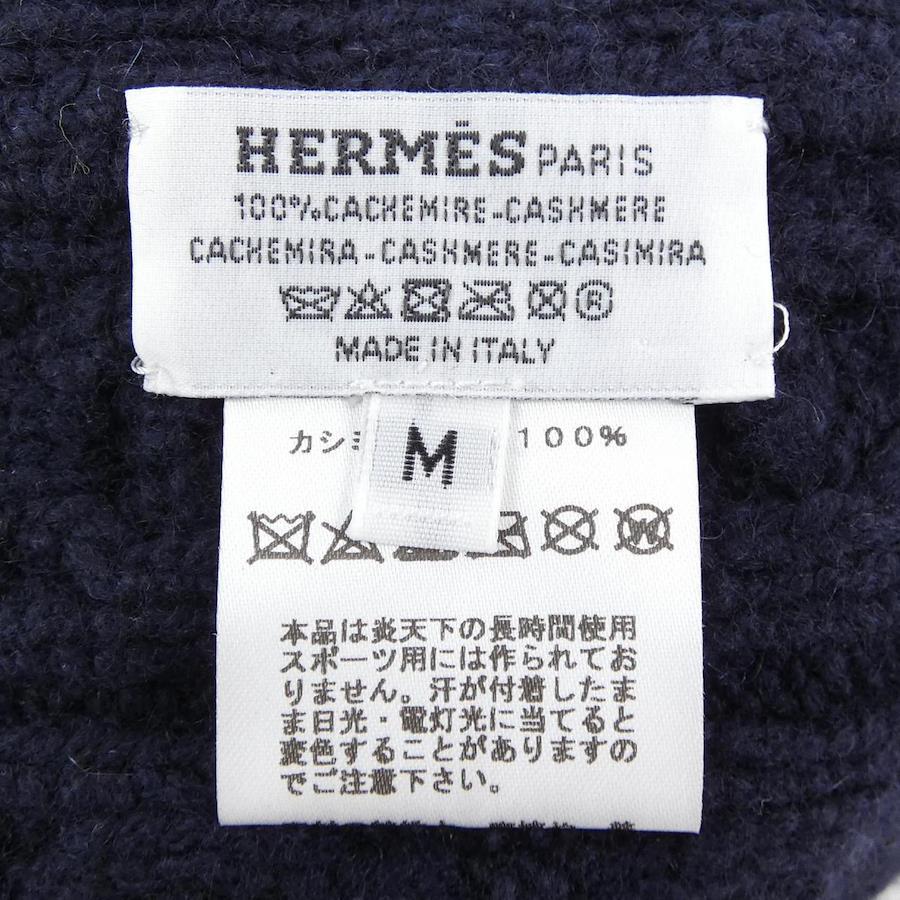 HERMÈS PARIS
100%CACHEMIRE-CASHMERE
CACHEMIRA-CASHMERE-CASIMIRA
®
MADE IN ITALY
M
カシ 100%
W
本品は炎天下の長時間使用
スポーツ用には作られてお
りません。汗が付着したま
ま日光・電灯光に当てると
変色することがありますの
でご注意下さい。